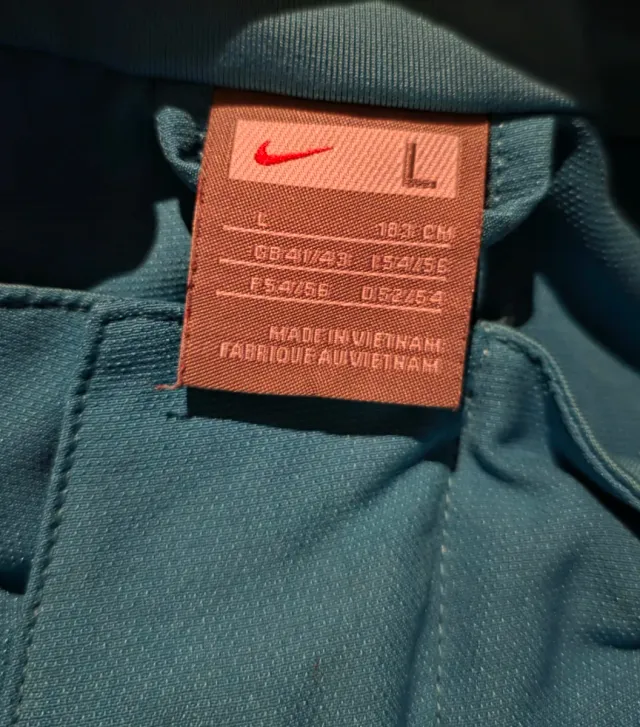 L
L 183 CM
GB 41/43 I 54/56
F 54/56 D 52/54
MADE IN VIETNAM
FABRIQUE AU VIETNAM